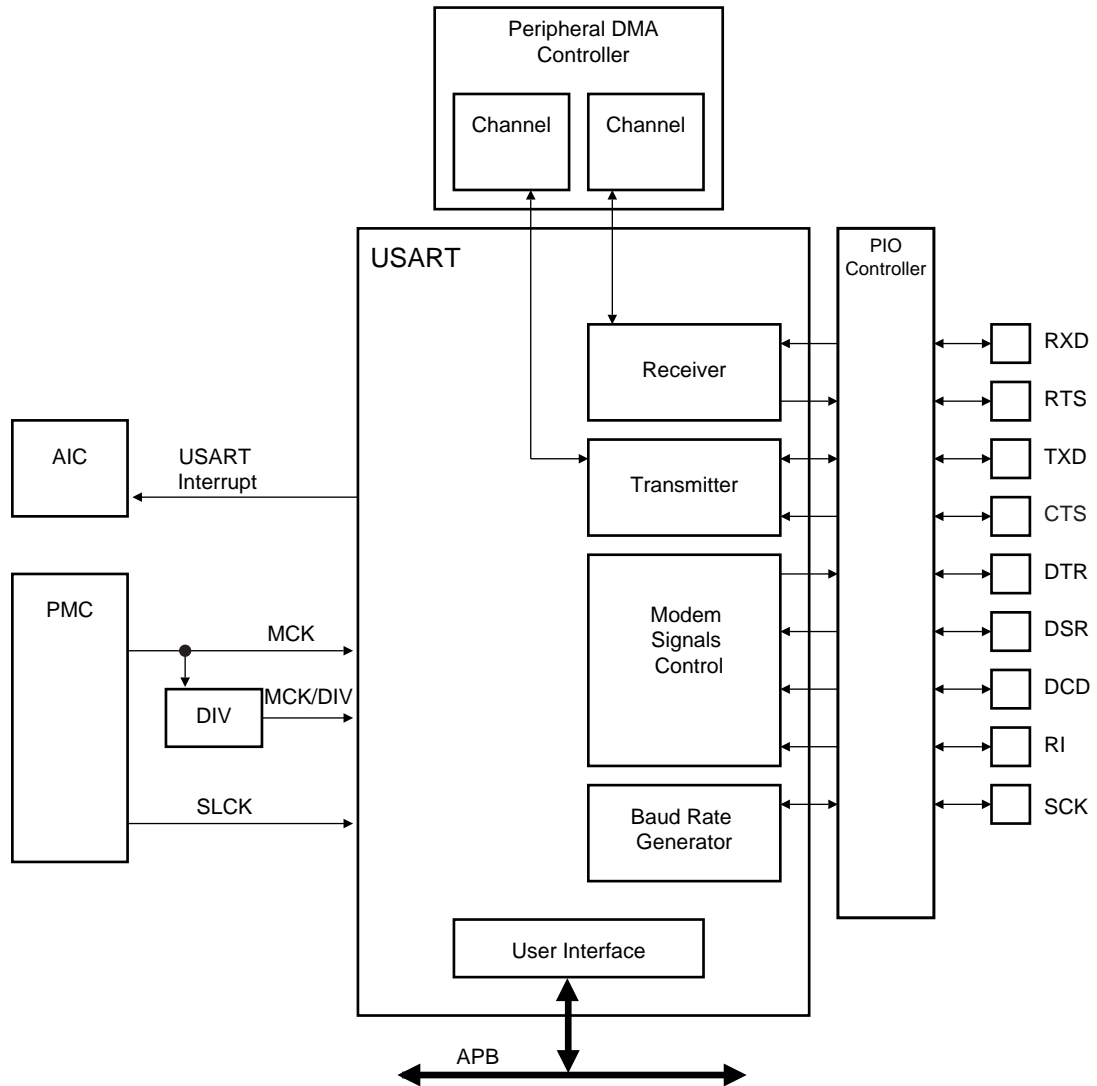 Peripheral DMA
Controller
Channel
Channel
USART
PIO
Controller
Receiver
RXD
RTS
AIC
USART
Interrupt
Transmitter
TXD
CTS
PMC
MCK
DIV
MCK/DIV
SLCK
Modem
Signals
Control
DTR
DSR
DCD
RI
Baud Rate
Generator
SCK
User Interface
APB